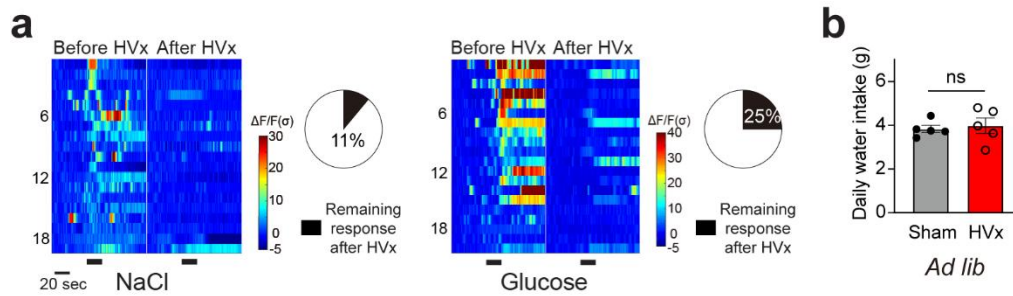 a
Before HVx After HVx
6
12
18
20 sec
NaCl
ΔF/F(σ)
30
20
10
-5
11%
Remaining
response
after HVx
Before HVx After HVx
6
12
18
Glucose
ΔF/F(σ)
40
30
20
10
-5
25%
Remaining
response
after HVx
b
Daily water intake (g)
6
4
2
0
ns
Sham HVx
Ad lib